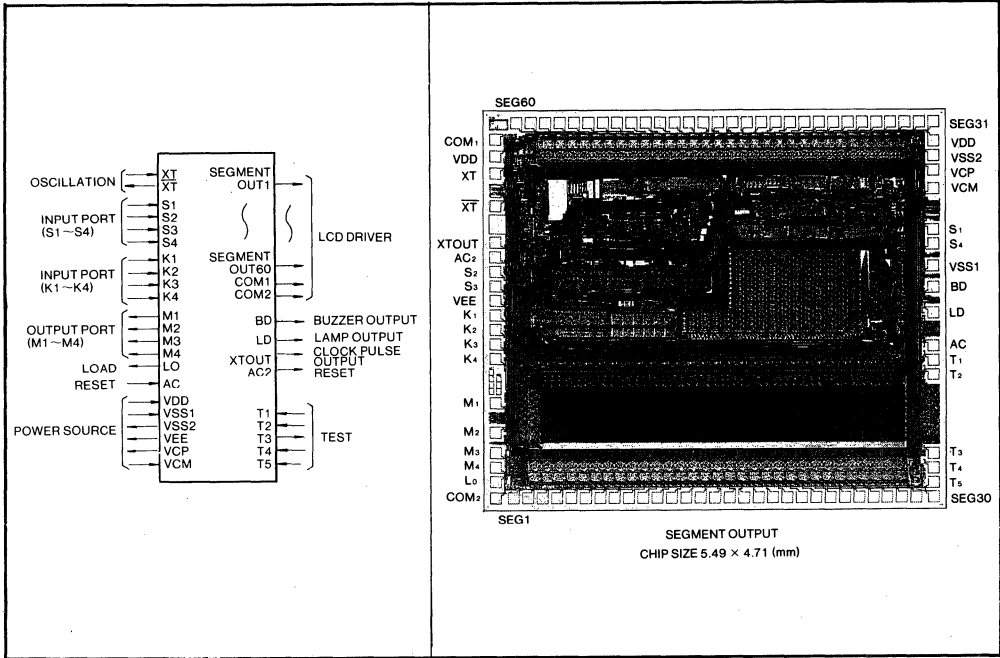 OSCILLATION
XT
XT
INPUT PORT
(S1~S4)
S1
S2
S3
S4
INPUT PORT
(K1~K4)
K1
K2
K3
K4
OUTPUT PORT
(M1~M4)
M1
M2
M3
M4
LOAD
LO
RESET
AC
POWER SOURCE
VDD
VSS1
VSS2
VEE
VCP
VCM
SEGMENT
OUT1
SEGMENT
OUT60
COM1
COM2
LCD DRIVER
BD
BUZZER OUTPUT
LD
LAMP OUTPUT
XTOUT
CLOCK PULSE
OUTPUT
AC2
RESET
T1
T2
T3
T4
T5
TEST
SEG60
COM1
VDD
XT
XT
XTOUT
AC2
S2
S3
VEE
K1
K2
K3
K4
M1
M2
M3
M4
L0
COM2
SEG1
SEG31
VDD
VSS2
VCP
VCM
S1
S4
VSS1
BD
LD
AC
T1
T2
T3
T4
T5
SEG30
SEGMENT OUTPUT
CHIP SIZE 5.49 × 4.71 (mm)